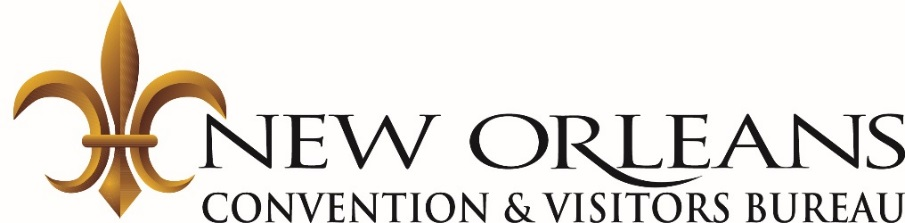 NEW ORLEANS
CONVENTION & VISITORS BUREAU